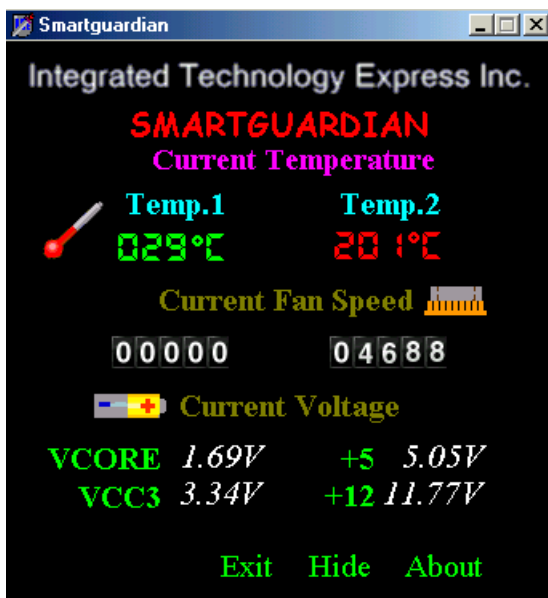 Smartguardian
Integrated Technology Express Inc.
SMARTGUARDIAN
Current Temperature
Temp.1 Temp.2
029°C 201°C
Current Fan Speed
00000 04688
Current Voltage
VCORE 1.69V +5 5.05V
VCC3 3.34V +12 11.77V
Exit Hide About